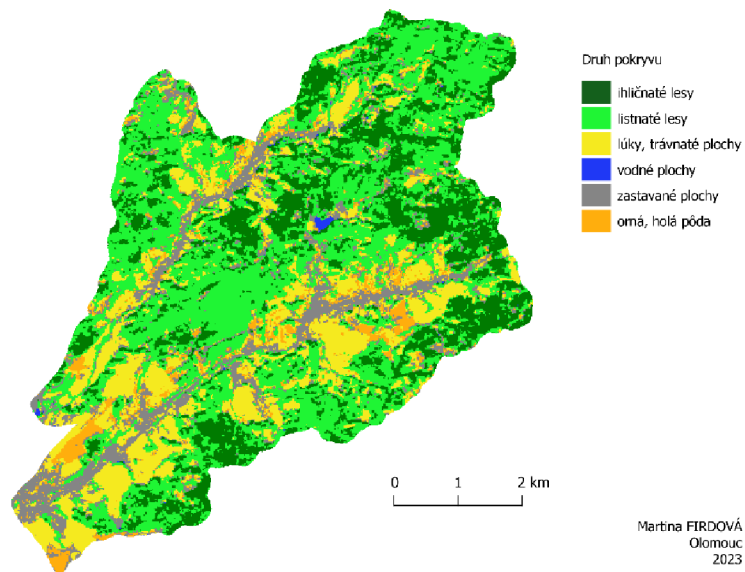 Druh pokryvu
ihličnaté lesy
listnaté lesy
lúky, trávnaté plochy
vodné plochy
zastavané plochy
orná, holá pôda
0 1 2 km
Martina FIRDOVÁ
Olomouc
2023